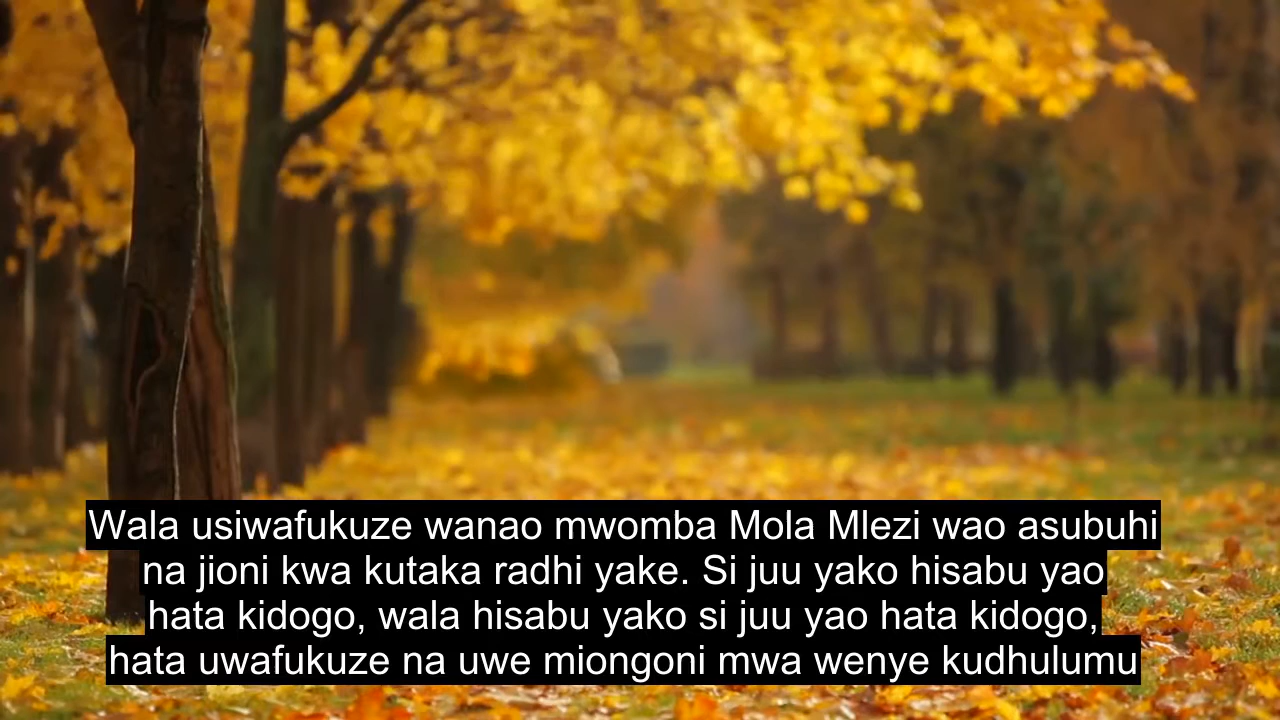 Wala usiwafukuze wanao mwomba Mola Mlezi wao asubuhi
na jioni kwa kutaka radhi yake. Si juu yako hisabu yao
hata kidogo, wala hisabu yako si juu yao hata kidogo,
hata uwafukuze na uwe miongoni mwa wenye kudhulumu